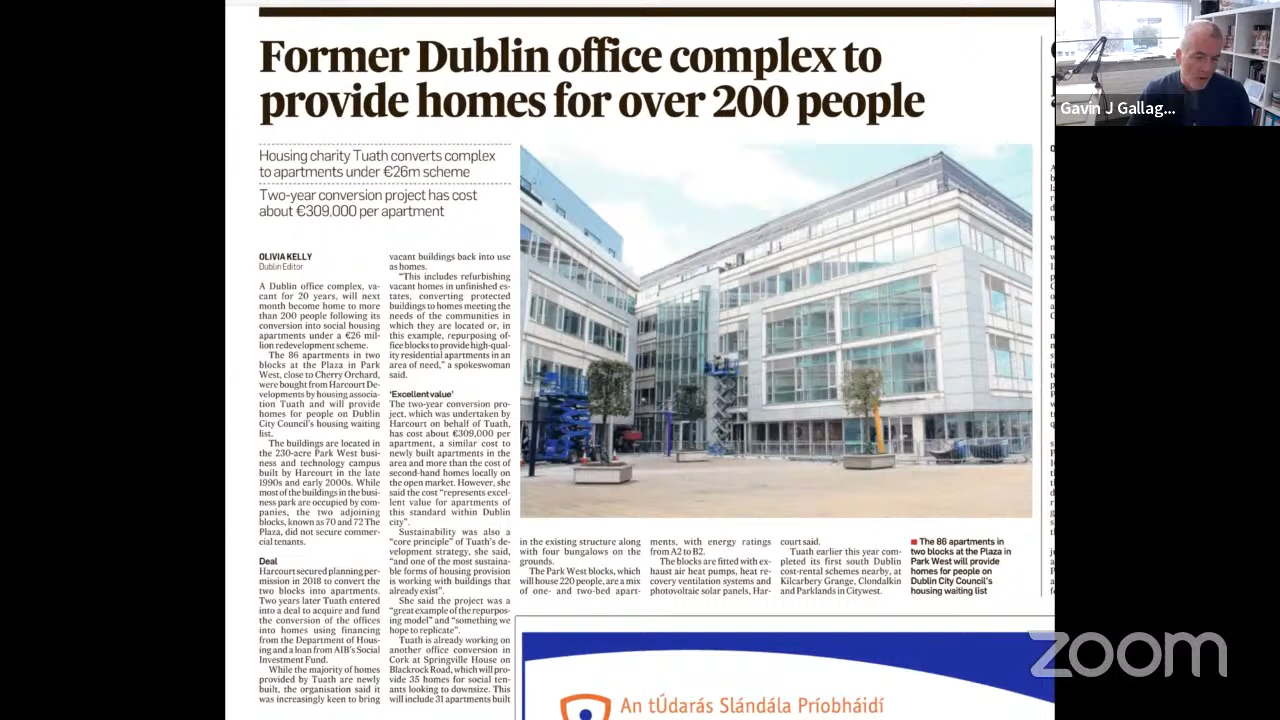 Former Dublin office complex to
provide homes for over 200 people
Housing charity Tuath converts complex
to apartments under €26m scheme
Two-year conversion project has cost
about €309,000 per apartment
OLIVIA KELLY
Dublin Editor
A Dublin office complex, va-
cant for 20 years, will next
month become home to more
than 200 people following its
conversion into social housing
apartments under a €26 mil-
lion redevelopment scheme.
The 86 apartments in two
blocks at the Plaza in Park
West, close to Cherry Orchard,
were bought from Harcourt De-
velopments by housing associa-
tion Tuath and will provide
homes for people on Dublin
City Council's housing waiting
list.
The buildings are located in
the 230-acre Park West busi-
ness and technology campus
built by Harcourt in the late
1990s and early 2000s. While
most of the buildings in the busi-
ness park are occupied by com-
panies, the two adjoining
blocks, known as 70 and 72 The
Plaza, did not secure commer-
cial tenants.
Deal
Harcourt secured planning per-
mission in 2018 to convert the
two blocks into apartments.
Two years later Tuath entered
into a deal to acquire and fund
the conversion of the offices
into homes using financing
from the Department of Hous-
ing and a loan from AIB's Social
Investment Fund.
While the majority of homes
provided by Tuath are newly
built, the organisation said it
was increasingly keen to bring
vacant buildings back into use
as homes.
"This includes refurbishing
vacant homes in unfinished es-
tates, converting protected
buildings to homes meeting the
needs of the communities in
which they are located or, in
this example, repurposing of-
fice blocks to provide high-qual-
ity residential apartments in an
area of need," a spokeswoman
said.
'Excellent value'
The two-year conversion pro-
ject, which was undertaken by
Harcourt on behalf of Tuath,
has cost about €309,000 per
apartment, a similar cost to
newly built apartments in the
area and more than the cost of
second-hand homes locally on
the open market. However, she
said the cost "represents excel-
lent value for apartments of
this standard within Dublin
city".
Sustainability was also a
"core principle" of Tuath's de-
velopment strategy, she said,
"and one of the most sustaina-
ble forms of housing provision
is working with buildings that
already exist".
She said the project was a
"great example of the repurpos-
ing model" and "something we
hope to replicate".
Tuath is already working on
another office conversion in
Cork at Springville House on
Blackrock Road, which will pro-
vide 35 homes for social ten-
ants looking to downsize. This
will include 31 apartments built
in the existing structure along
with four bungalows on the
grounds.
The Park West blocks, which
will house 220 people, are a mix
of one- and two-bed apart-
ments, with energy ratings
from A2 to B2.
The blocks are fitted with ex-
haust air heat pumps, heat re-
covery ventilation systems and
photovoltaic solar panels, Har-
court said.
Tuath earlier this year com-
pleted its first south Dublin
cost-rental schemes nearby, at
Kilcarbery Grange, Clondalkin
and Parklands in Citywest.
The 86 apartments in
two blocks at the Plaza in
Park West will provide
homes for people on
Dublin City Council's
housing waiting list
An tÚdarás Slándála Príobháidí
Gavin J Gallag...
zoom